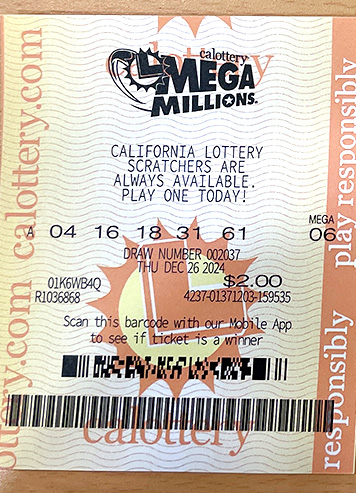 calottery
MEGA
MILLIONS.
CALIFORNIA LOTTERY
SCRATCHERS ARE
ALWAYS AVAILABLE.
PLAY ONE TODAY!
MEGA
A 04 16 18 31 61 06
DRAW NUMBER 002037
THU DEC 26 2024
01K6WB4Q $2.00
R1036868 4237-01371203-159535
Scan this barcode with our Mobile App
to see if ticket is a winner
calottery
calottery
ottery.com calottery.com
responsibly play responsibly